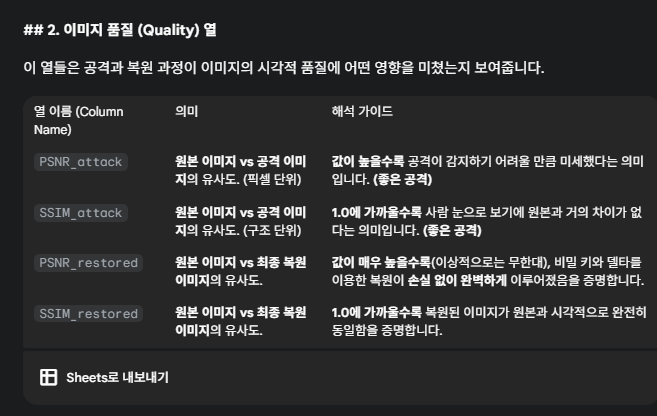 ## 2. 이미지 품질 (Quality) 열
이 열들은 공격과 복원 과정이 이미지의 시각적 품질에 어떤 영향을 미쳤는지 보여줍니다.
열 이름 (Column Name) 의미 해석 가이드
PSNR_attack 원본 이미지 vs 공격 이미지의 유사도. (픽셀 단위) 값이 높을수록 공격이 감지하기 어려울 만큼 미세했다는 의미입니다. (좋은 공격)
SSIM_attack 원본 이미지 vs 공격 이미지의 유사도. (구조 단위) 1.0에 가까울수록 사람 눈으로 보기에 원본과 거의 차이가 없다는 의미입니다. (좋은 공격)
PSNR_restored 원본 이미지 vs 최종 복원 이미지의 유사도. 값이 매우 높을수록(이상적으로는 무한대), 비밀 키와 델타를 이용한 복원이 손실 없이 완벽하게 이루어졌음을 증명합니다.
SSIM_restored 원본 이미지 vs 최종 복원 이미지의 유사도. 1.0에 가까울수록 복원된 이미지가 원본과 시각적으로 완전히 동일함을 증명합니다.
Sheets로 내보내기